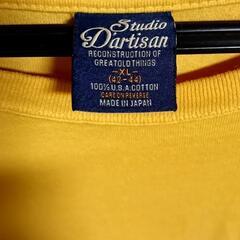 Studio
D'artisan
RECONSTRUCTION OF
GREAT OLD THINGS
-XL-
(42-44)
100% U.S.A. COTTON
CARE ON REVERSE
MADE IN JAPAN